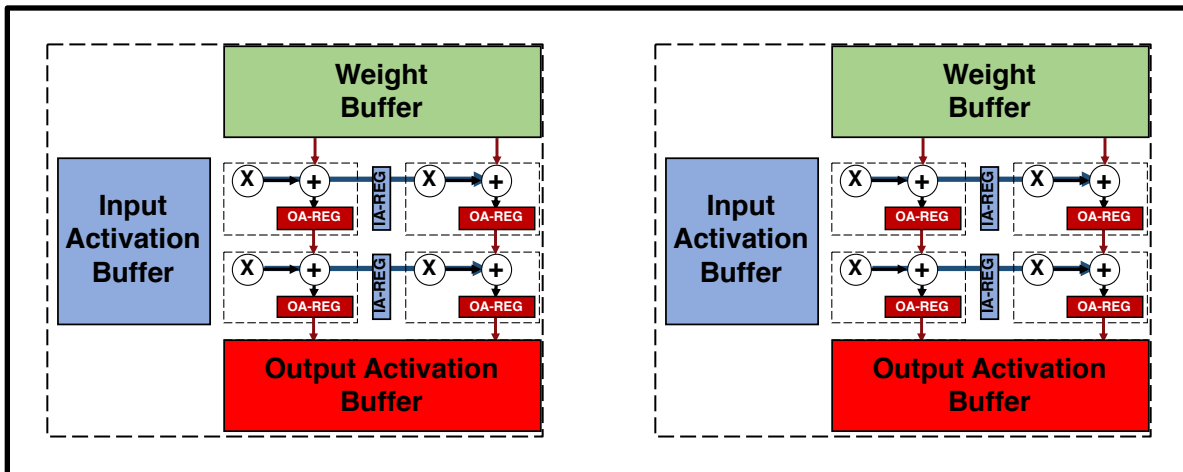 Weight
Buffer
Input
Activation
Buffer
X
+
IA-REG
X
+
OA-REG
OA-REG
X
+
IA-REG
X
+
OA-REG
OA-REG
Output Activation
Buffer
Weight
Buffer
Input
Activation
Buffer
X
+
IA-REG
X
+
OA-REG
OA-REG
X
+
IA-REG
X
+
OA-REG
OA-REG
Output Activation
Buffer